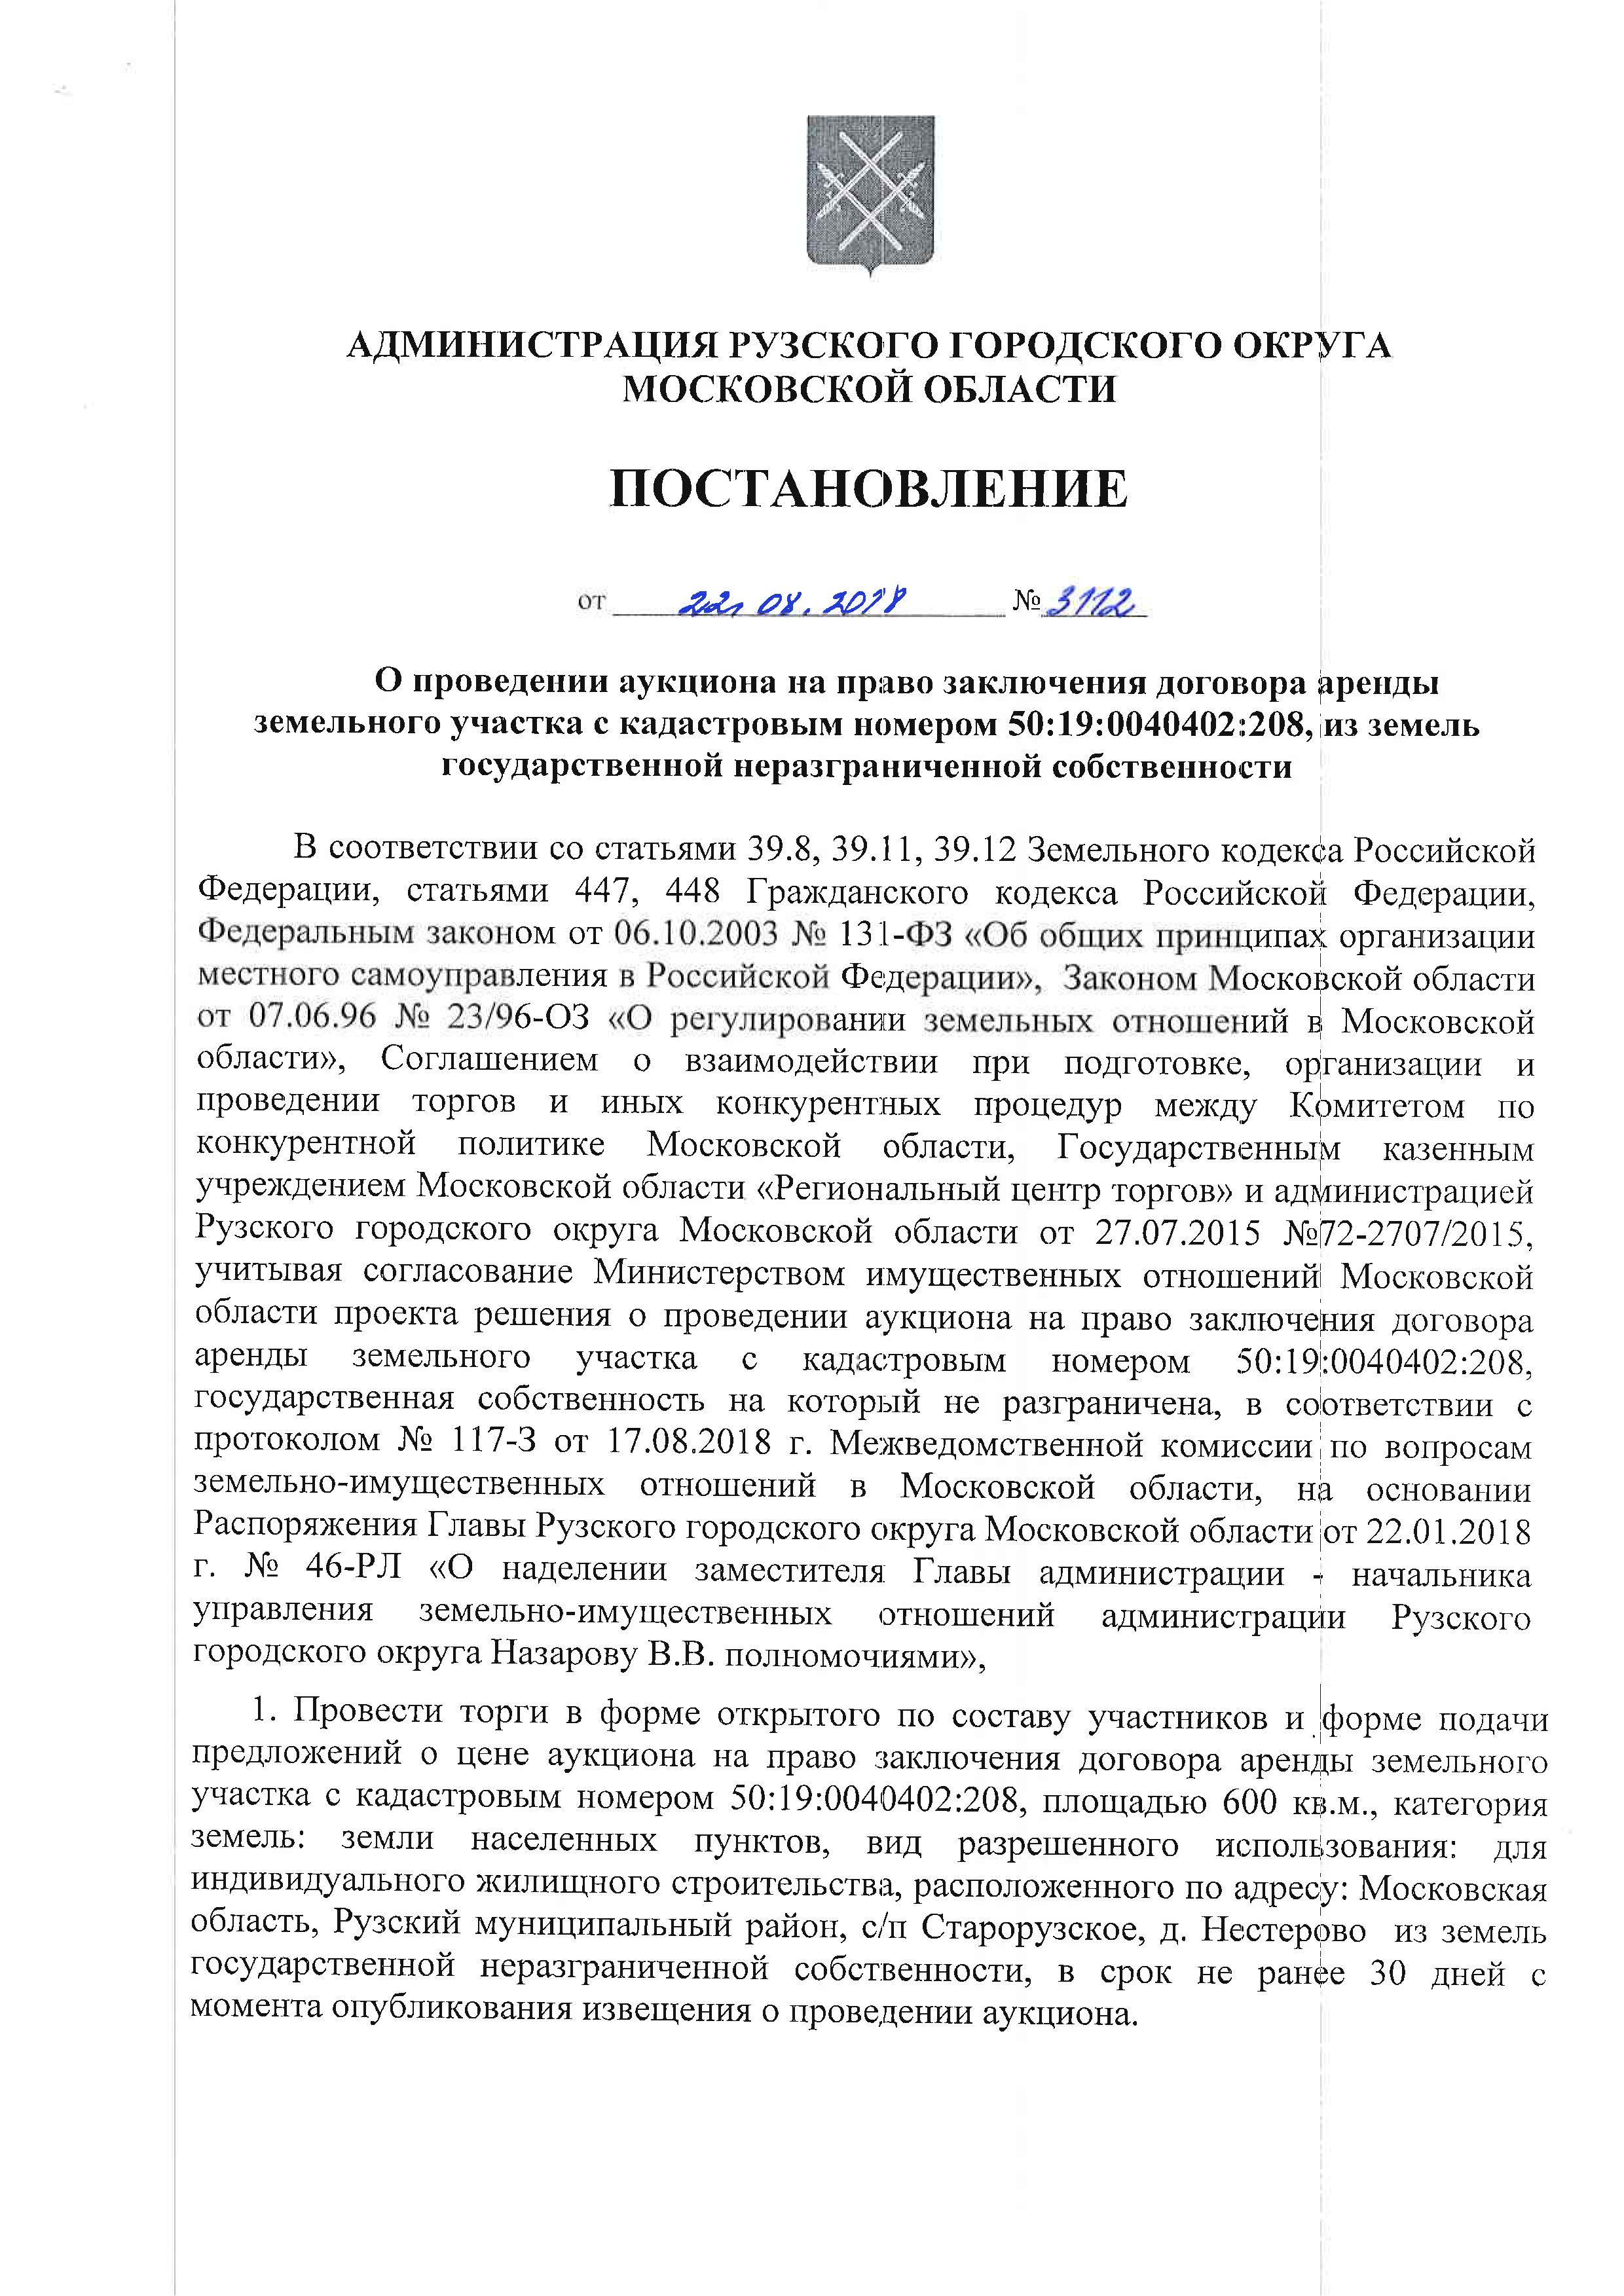 АДМИНИСТРАЦИЯ РУЗСКОГО ГОРОДСКОГО ОКРУГА
МОСКОВСКОЙ ОБЛАСТИ
ПОСТАНОВЛЕНИЕ
от 22.08.2018 № 3112
О проведении аукциона на право заключения договора аренды
земельного участка с кадастровым номером 50:19:0040402:208, из земель
государственной неразграниченной собственности
В соответствии со статьями 39.8, 39.11, 39.12 Земельного кодекса Российской
Федерации, статьями 447, 448 Гражданского кодекса Российской Федерации,
Федеральным законом от 06.10.2003 № 131-ФЗ «Об общих принципах организации
местного самоуправления в Российской Федерации», Законом Московской области
от 07.06.96 № 23/96-ОЗ «О регулировании земельных отношений в Московской
области», Соглашением о взаимодействии при подготовке, организации и
проведении торгов и иных конкурентных процедур между Комитетом по
конкурентной политике Московской области, Государственным казенным
учреждением Московской области «Региональный центр торгов» и администрацией
Рузского городского округа Московской области от 27.07.2015 №72-2707/2015,
учитывая согласование Министерством имущественных отношений Московской
области проекта решения о проведении аукциона на право заключения договора
аренды земельного участка с кадастровым номером 50:19:0040402:208,
государственная собственность на который не разграничена, в соответствии с
протоколом № 117-З от 17.08.2018 г. Межведомственной комиссии по вопросам
земельно-имущественных отношений в Московской области, на основании
Распоряжения Главы Рузского городского округа Московской области от 22.01.2018
г. № 46-РЛ «О наделении заместителя Главы администрации - начальника
управления земельно-имущественных отношений администрации Рузского
городского округа Назарову В.В. полномочиями»,
1. Провести торги в форме открытого по составу участников и форме подачи
предложений о цене аукциона на право заключения договора аренды земельного
участка с кадастровым номером 50:19:0040402:208, площадью 600 кв.м., категория
земель: земли населенных пунктов, вид разрешенного использования: для
индивидуального жилищного строительства, расположенного по адресу: Московская
область, Рузский муниципальный район, с/п Старорузское, д. Нестерово из земель
государственной неразграниченной собственности, в срок не ранее 30 дней с
момента опубликования извещения о проведении аукциона.